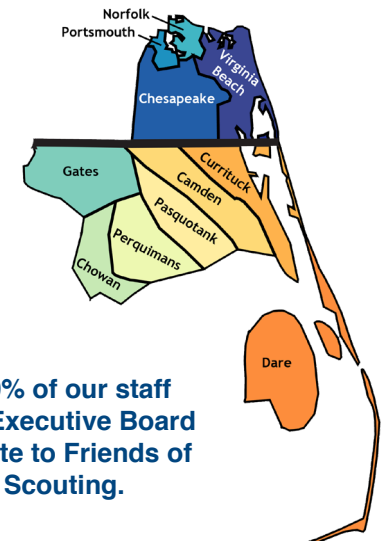 Norfolk
Portsmouth
Virginia
Beach
Chesapeake
Gates
Currituck
Camden
Pasquotank
Perquimans
Chowan
Dare
% of our staff
Executive Board
te to Friends of
Scouting.